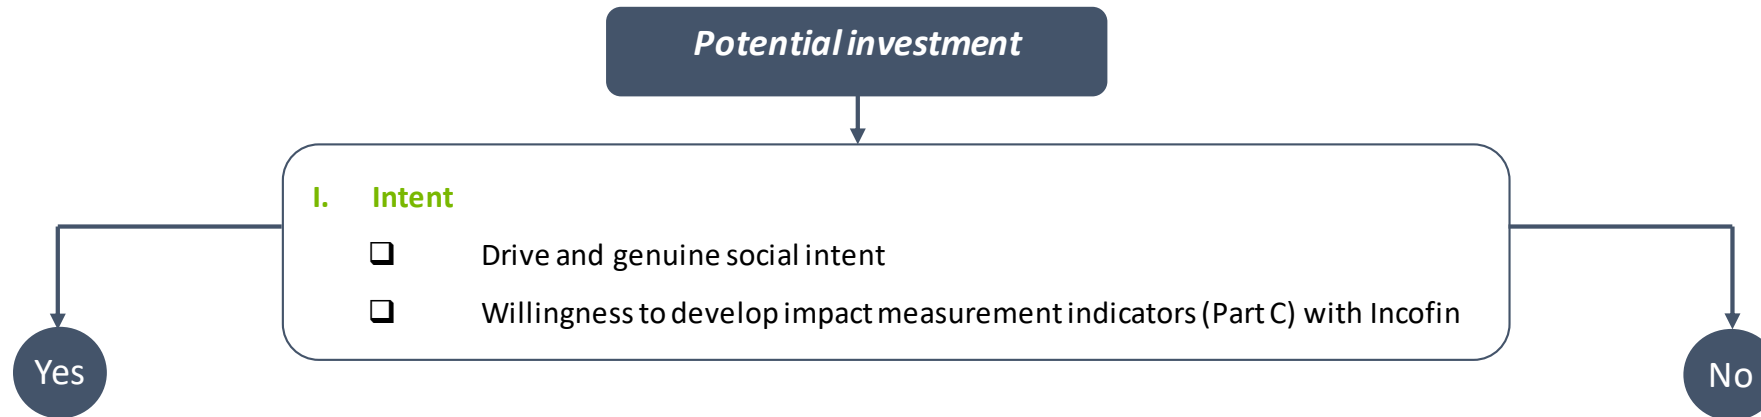 Potential investment
I. Intent
❑ Drive and genuine social intent
❑ Willingness to develop impact measurement indicators (Part C) with Incofin
Yes
No